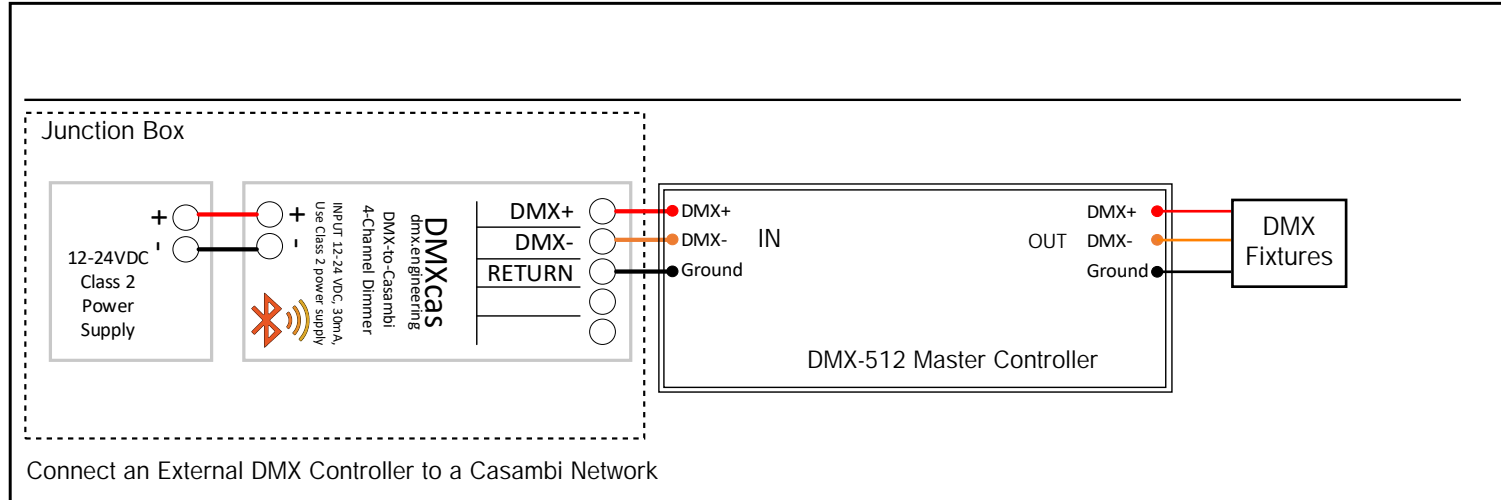 Junction Box
+
-
12-24VDC
Class 2
Power
Supply
+
-
INPUT 12-24 VDC, 30mA,
Use Class 2 power supply
4-Channel Dimmer
DMX-to-Casambi
dmx.engineering
DMXcas
DMX+
DMX-
RETURN
DMX+
DMX-
Ground
IN
OUT
DMX+
DMX-
Ground
DMX-512 Master Controller
DMX
Fixtures
Connect an External DMX Controller to a Casambi Network